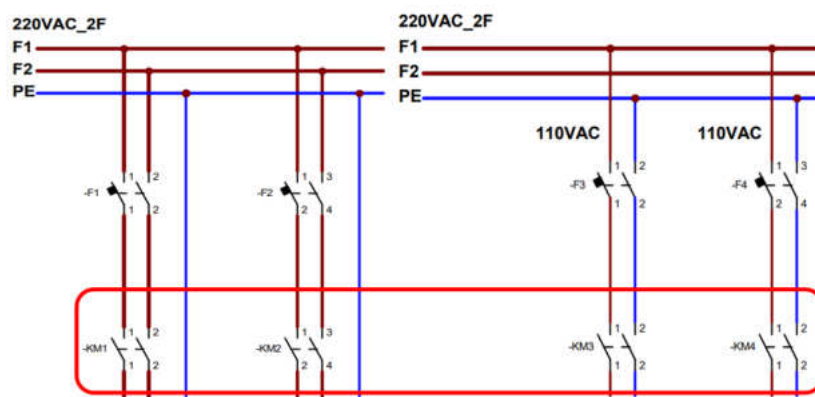 220VAC_2F
F1
F2
PE
1 2
-F1
1 2
1 3
-F2
2 4
1 2
-KM1
1 2
1 3
-KM2
2 4
220VAC_2F
F1
F2
PE
110VAC
110VAC
1 2
-F3
1 2
1 3
-F4
2 4
1 2
-KM3
1 2
1 3
-KM4
2 4